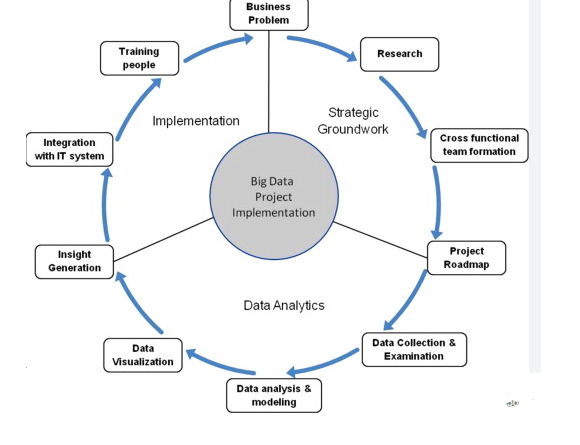 Business
Problem
Research
Cross functional
team formation
Project
Roadmap
Data Collection &
Examination
Data analysis &
modeling
Data
Visualization
Insight
Generation
Integration
with IT system
Training
people
Implementation
Strategic
Groundwork
Data Analytics
Big Data
Project
Implementation